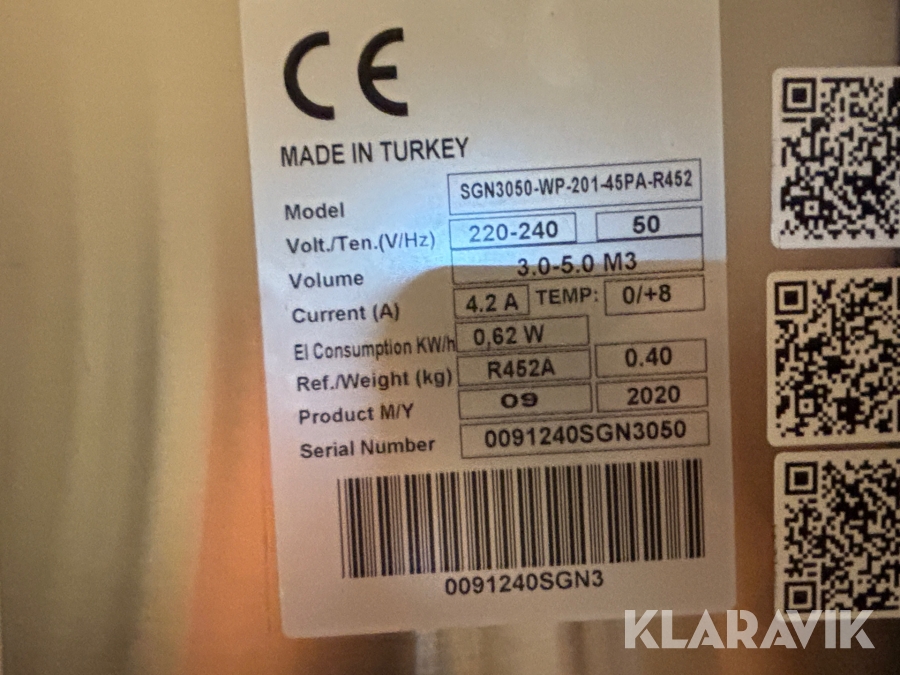 CE
MADE IN TURKEY
Model SGN3050-WP-201-45PA-R452
Volt./Ten.(V/Hz) 220-240 50
Volume 3.0-5.0 M3
Current (A) 4.2 A TEMP: 0/+8
El Consumption KW/h 0,62 W
Ref./Weight (kg) R452A 0.40
Product M/Y 09 2020
Serial Number 0091240SGN3050
0091240SGN3
KLARAVIK